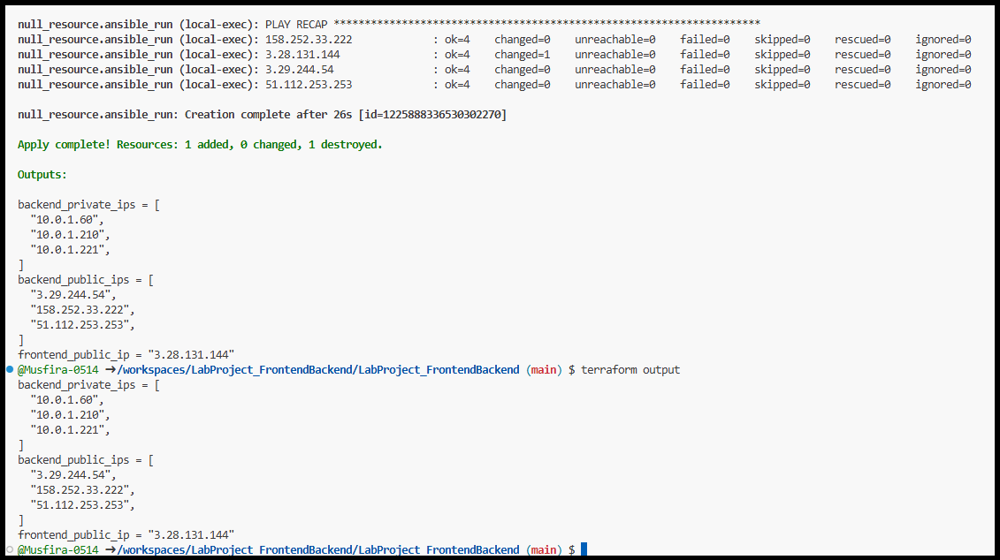 null_resource.ansible_run (local-exec): PLAY RECAP *********************************************************************
null_resource.ansible_run (local-exec): 158.252.33.222             : ok=4    changed=0    unreachable=0    failed=0    skipped=0    rescued=0    ignored=0
null_resource.ansible_run (local-exec): 3.28.131.144               : ok=4    changed=1    unreachable=0    failed=0    skipped=0    rescued=0    ignored=0
null_resource.ansible_run (local-exec): 3.29.244.54                : ok=4    changed=0    unreachable=0    failed=0    skipped=0    rescued=0    ignored=0
null_resource.ansible_run (local-exec): 51.112.253.253             : ok=4    changed=0    unreachable=0    failed=0    skipped=0    rescued=0    ignored=0
null_resource.ansible_run: Creation complete after 26s [id=1225888336530302270]
Apply complete! Resources: 1 added, 0 changed, 1 destroyed.
Outputs:
backend_private_ips = [
  "10.0.1.60",
  "10.0.1.210",
  "10.0.1.221",
]
backend_public_ips = [
  "3.29.244.54",
  "158.252.33.222",
  "51.112.253.253",
]
frontend_public_ip = "3.28.131.144"
@Musfira-0514 ➜/workspaces/LabProject_FrontendBackend/LabProject_FrontendBackend (main) $ terraform output
backend_private_ips = [
  "10.0.1.60",
  "10.0.1.210",
  "10.0.1.221",
]
backend_public_ips = [
  "3.29.244.54",
  "158.252.33.222",
  "51.112.253.253",
]
frontend_public_ip = "3.28.131.144"
@Musfira-0514 ➜/workspaces/LabProject_FrontendBackend/LabProject_FrontendBackend (main) $